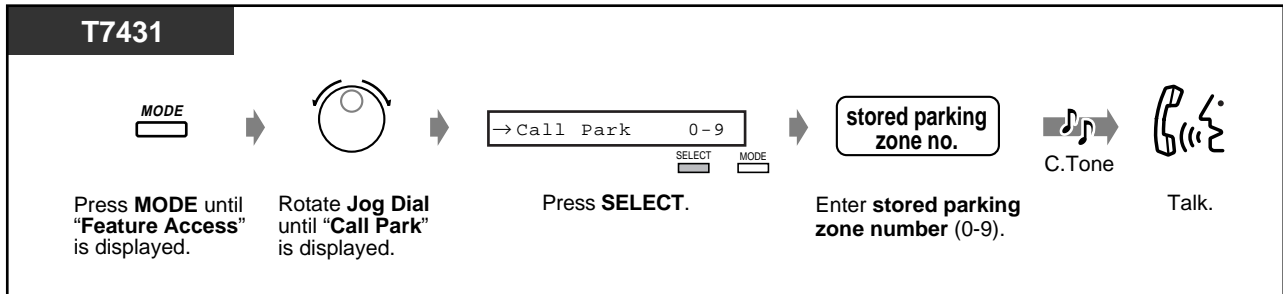 T7431
MODE
→Call Park 0-9
SELECT MODE
stored parking
zone no.
C.Tone
Press MODE until
"Feature Access"
is displayed.
Rotate Jog Dial
until "Call Park"
is displayed.
Press SELECT.
Enter stored parking
zone number (0-9).
Talk.